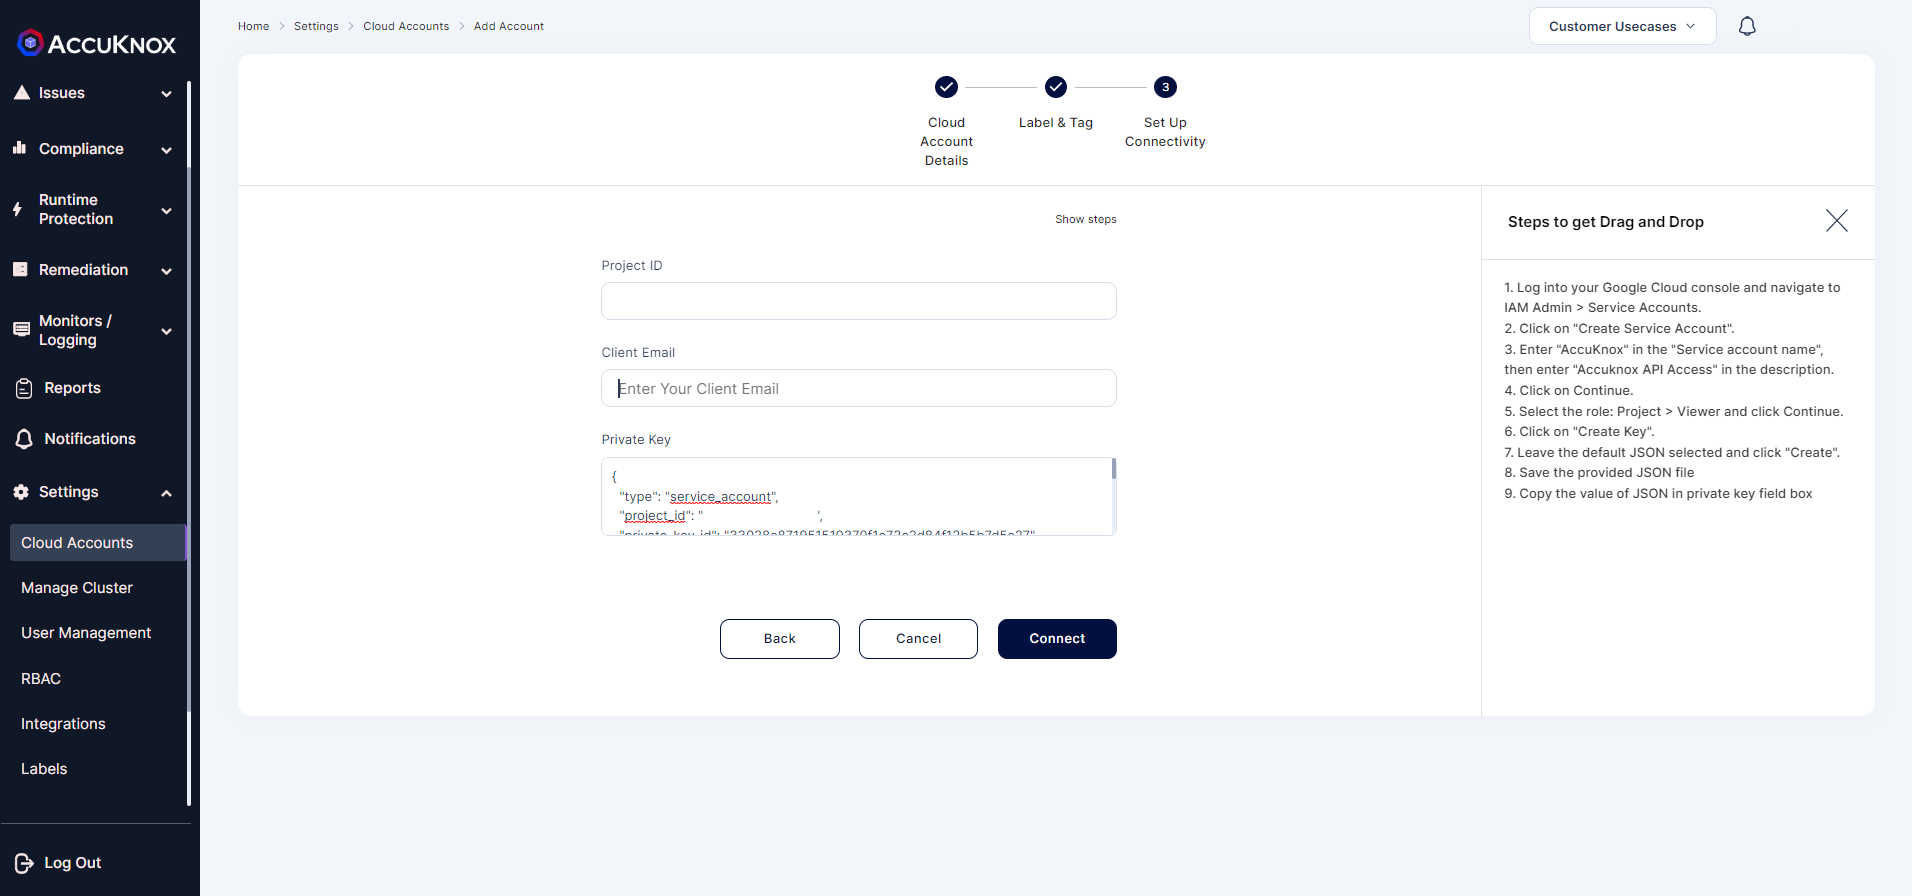 ACCUKNOX
Issues
Compliance
Runtime
Protection
Remediation
Monitors /
Logging
Reports
Notifications
Settings
Cloud Accounts
Manage Cluster
User Management
RBAC
Integrations
Labels
Log Out
Home > Settings > Cloud Accounts > Add Account
Customer Usecases
3
Cloud
Account
Details
Label & Tag
Set Up
Connectivity
Show steps
Project ID
Client Email
Enter Your Client Email
Private Key
{
"type": "service_account",
"project_id": " ',
Back
Cancel
Connect
Steps to get Drag and Drop
1. Log into your Google Cloud console and navigate to
IAM Admin > Service Accounts.
2. Click on "Create Service Account".
3. Enter "AccuKnox" in the "Service account name",
then enter "Accuknox API Access" in the description.
4. Click on Continue.
5. Select the role: Project > Viewer and click Continue.
6. Click on "Create Key".
7. Leave the default JSON selected and click "Create".
8. Save the provided JSON file
9. Copy the value of JSON in private key field box